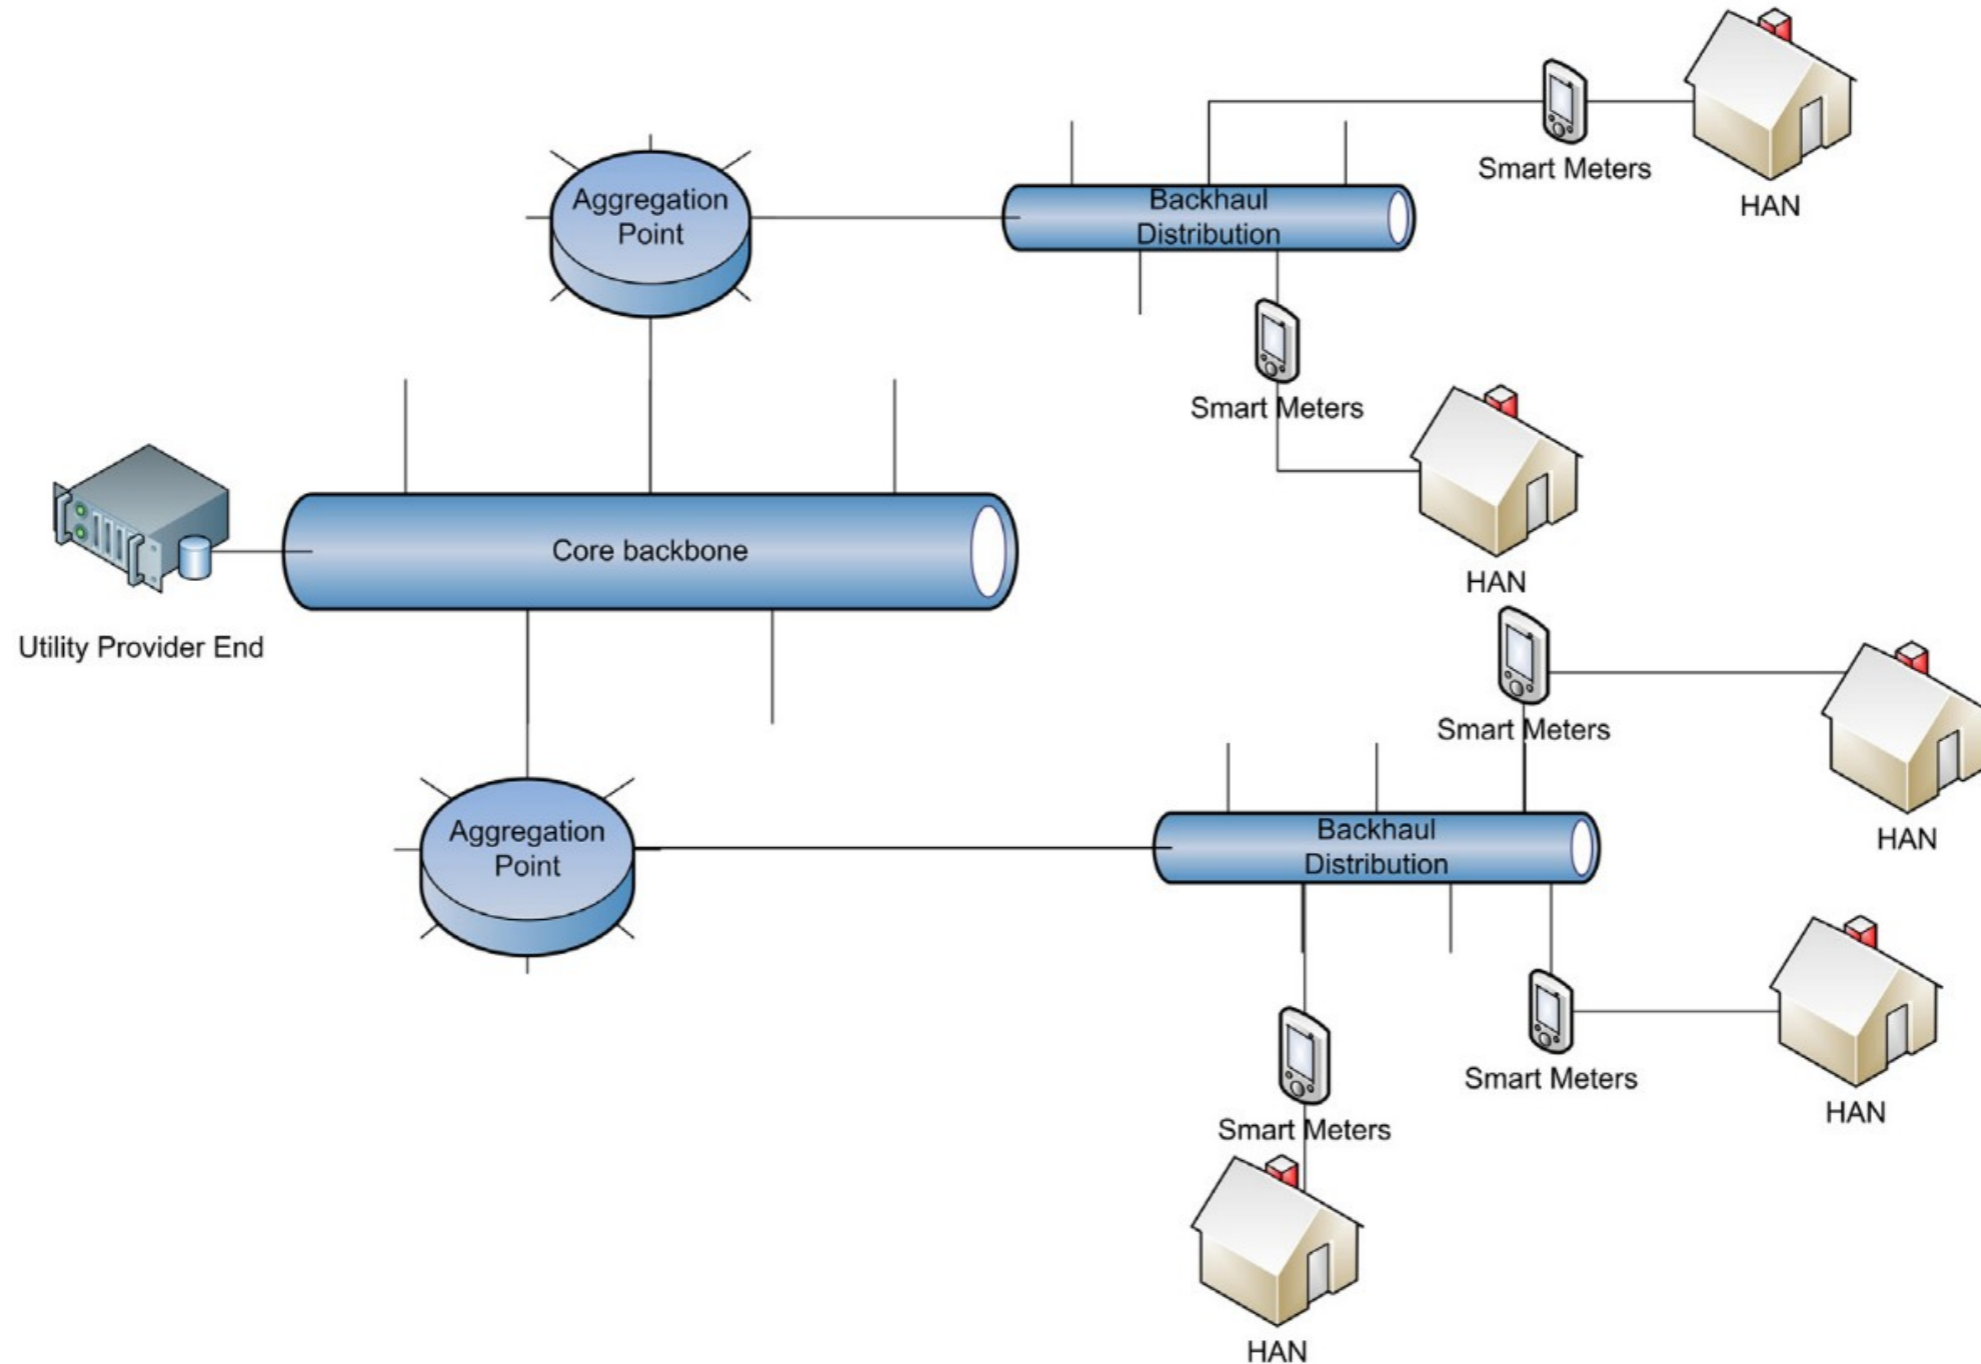 Smart Meters
HAN
Aggregation
Point
Backhaul
Distribution
Smart Meters
HAN
Core backbone
Utility Provider End
Smart Meters
HAN
Aggregation
Point
Backhaul
Distribution
Smart Meters
HAN
Smart Meters
HAN